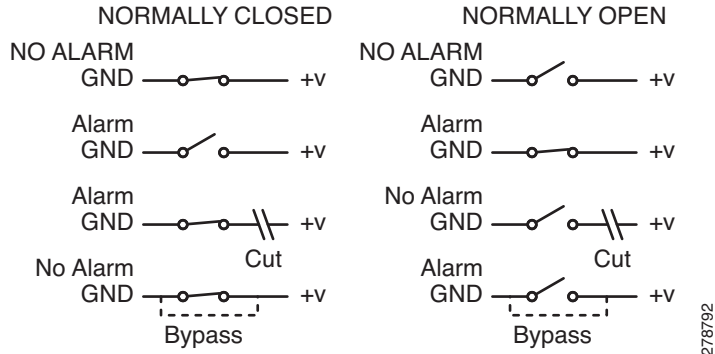 NORMALLY CLOSED
NO ALARM
GND +v
Alarm
GND +v
Alarm
GND +v
Cut
No Alarm
GND +v
Bypass
NORMALLY OPEN
NO ALARM
GND +v
Alarm
GND +v
No Alarm
GND +v
Cut
Alarm
GND +v
Bypass
278792